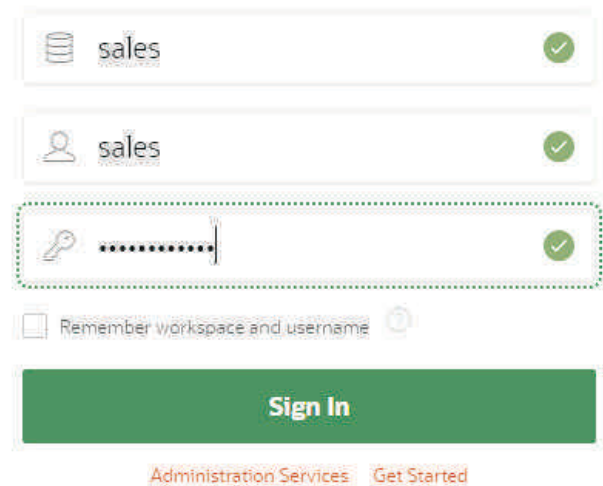 sales
sales
••••••••••••
Remember workspace and username
Sign In
Administration Services Get Started